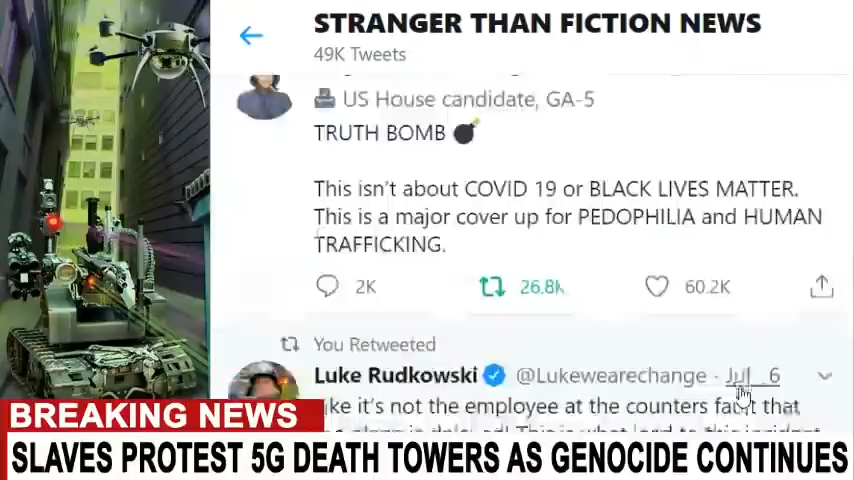 STRANGER THAN FICTION NEWS
49K Tweets
US House candidate, GA-5
TRUTH BOMB
This isn't about COVID 19 or BLACK LIVES MATTER.
This is a major cover up for PEDOPHILIA and HUMAN
TRAFFICKING.
2K 26.8k 60.2K
You Retweeted
Luke Rudkowski @Lukewearechange · Jul 6
it's not the employee at the counters fault that
BREAKING NEWS
SLAVES PROTEST 5G DEATH TOWERS AS GENOCIDE CONTINUES